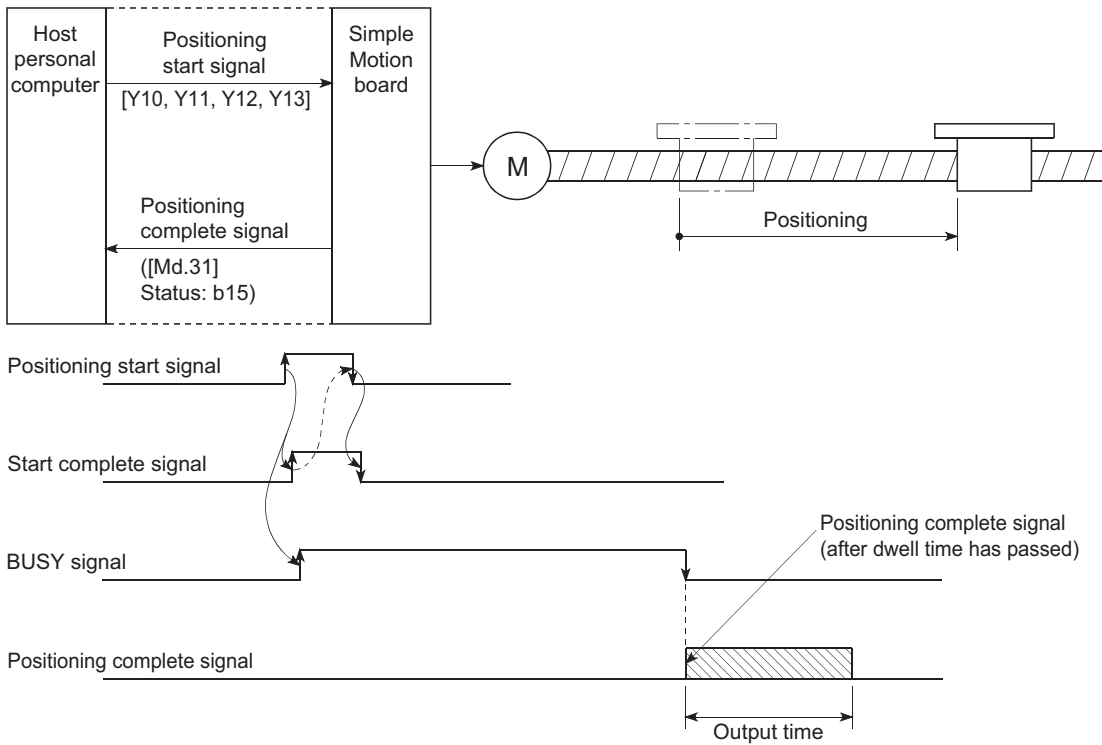 Host
personal
computer
Positioning
start signal
[Y10, Y11, Y12, Y13]
Simple
Motion
board
Positioning
complete signal
([Md.31]
Status: b15)
M
Positioning
Positioning start signal
Start complete signal
BUSY signal
Positioning complete signal
(after dwell time has passed)
Positioning complete signal
Output time